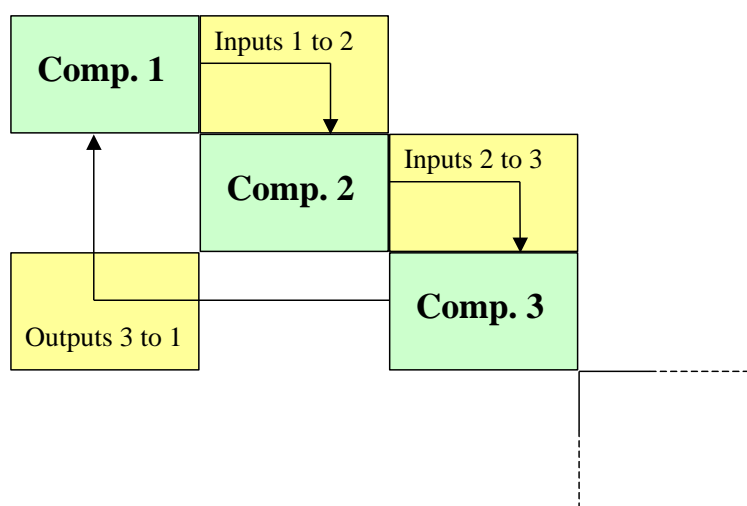 Comp. 1
Inputs 1 to 2
Comp. 2
Inputs 2 to 3
Comp. 3
Outputs 3 to 1